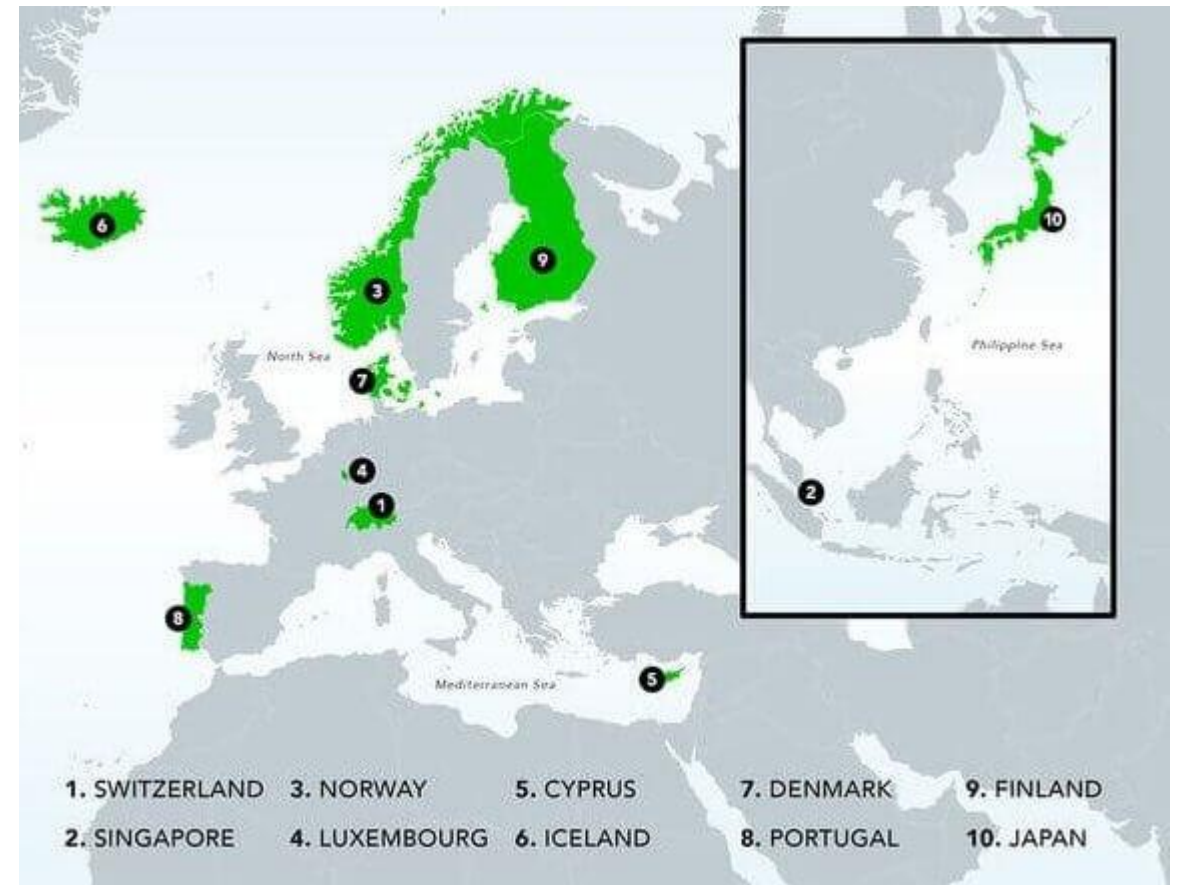 6
9
3
North Sea
7
4
1
8
Mediterranean Sea
5
10
Philippine Sea
2
1. SWITZERLAND 3. NORWAY 5. CYPRUS 7. DENMARK 9. FINLAND
2. SINGAPORE 4. LUXEMBOURG 6. ICELAND 8. PORTUGAL 10. JAPAN